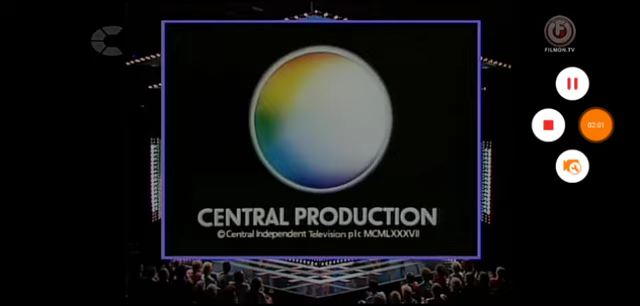 FILMON.TV
02:01
CENTRAL PRODUCTION
© Central Independent Television plc MCMLXXXVII